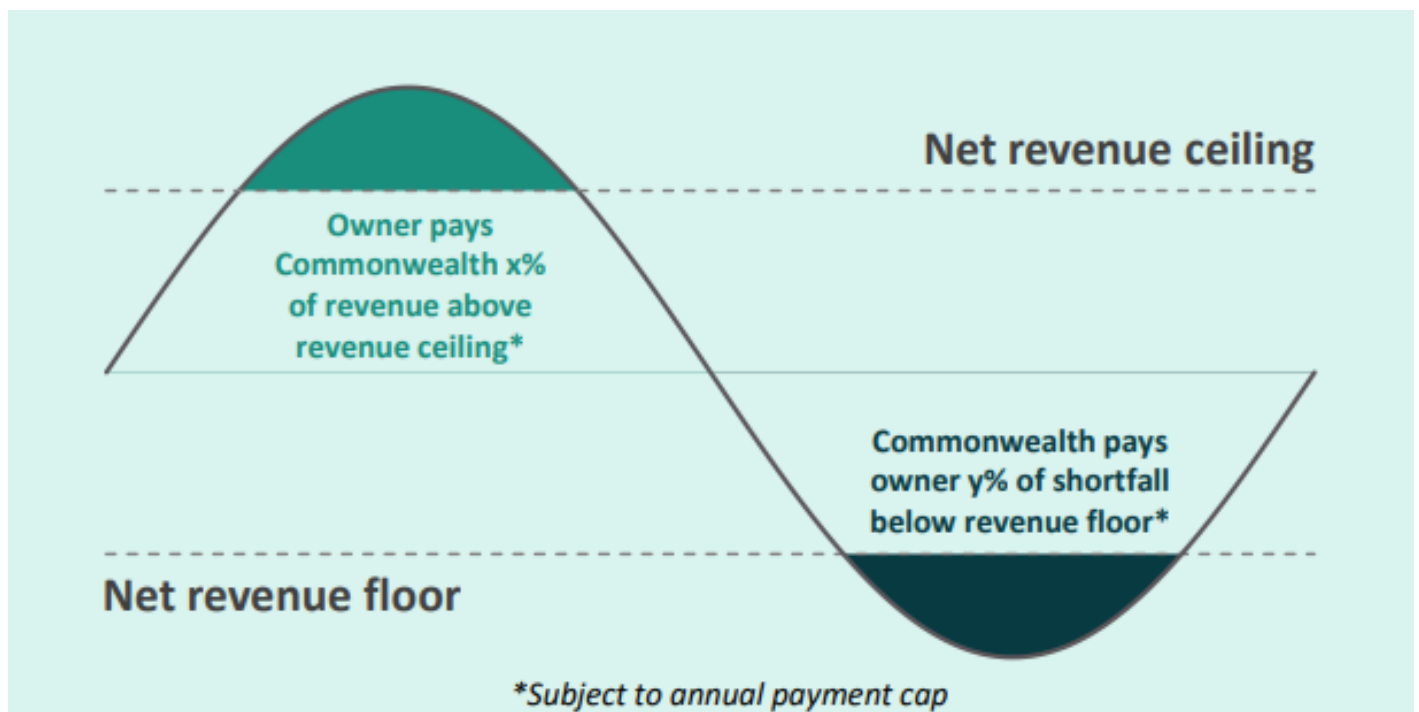 Net revenue ceiling
Owner pays
Commonwealth x%
of revenue above
revenue ceiling*
Commonwealth pays
owner y% of shortfall
below revenue floor*
Net revenue floor
*Subject to annual payment cap